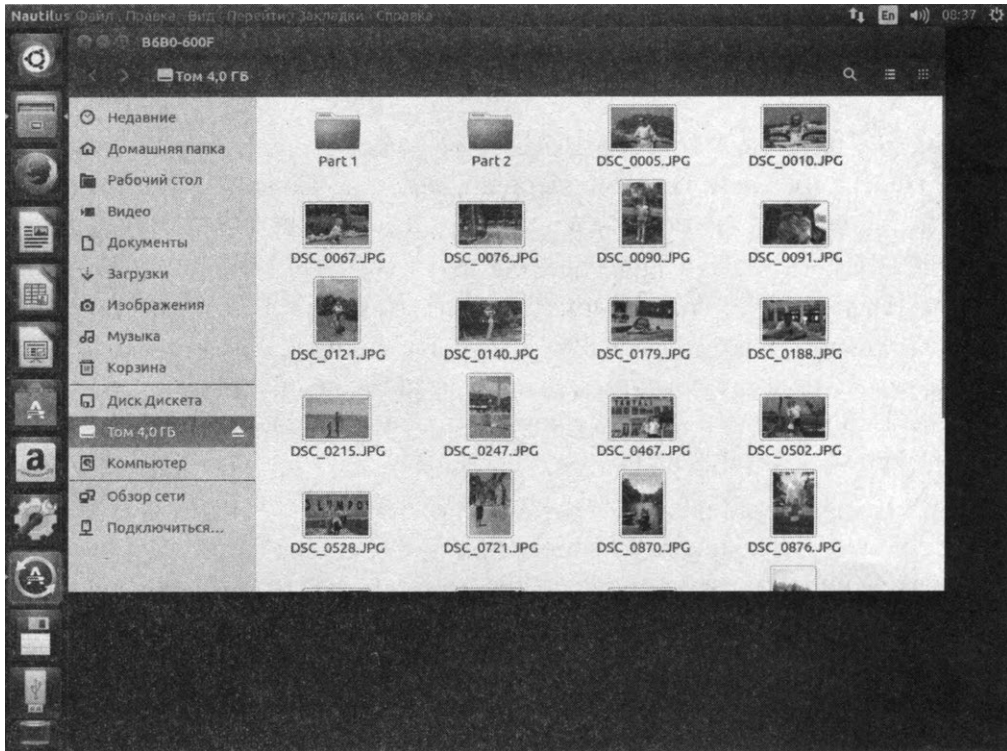 Nautilus Файл Правка Вид Перейти Закладки Справка
En 08:37
B6B0-600F
Том 4,0 ГБ
Недавние
Домашняя папка
Рабочий стол
Видео
Документы
Загрузки
Изображения
Музыка
Корзина
Диск Дискета
Том 4,0 ГБ
Компьютер
Обзор сети
Подключиться...
Part 1 Part 2 DSC_0005.JPG DSC_0010.JPG
DSC_0067.JPG DSC_0076.JPG DSC_0090.JPG DSC_0091.JPG
DSC_0121.JPG DSC_0140.JPG DSC_0179.JPG DSC_0188.JPG
DSC_0215.JPG DSC_0247.JPG DSC_0467.JPG DSC_0502.JPG
OLYMPOS
DSC_0528.JPG DSC_0721.JPG DSC_0870.JPG DSC_0876.JPG
a